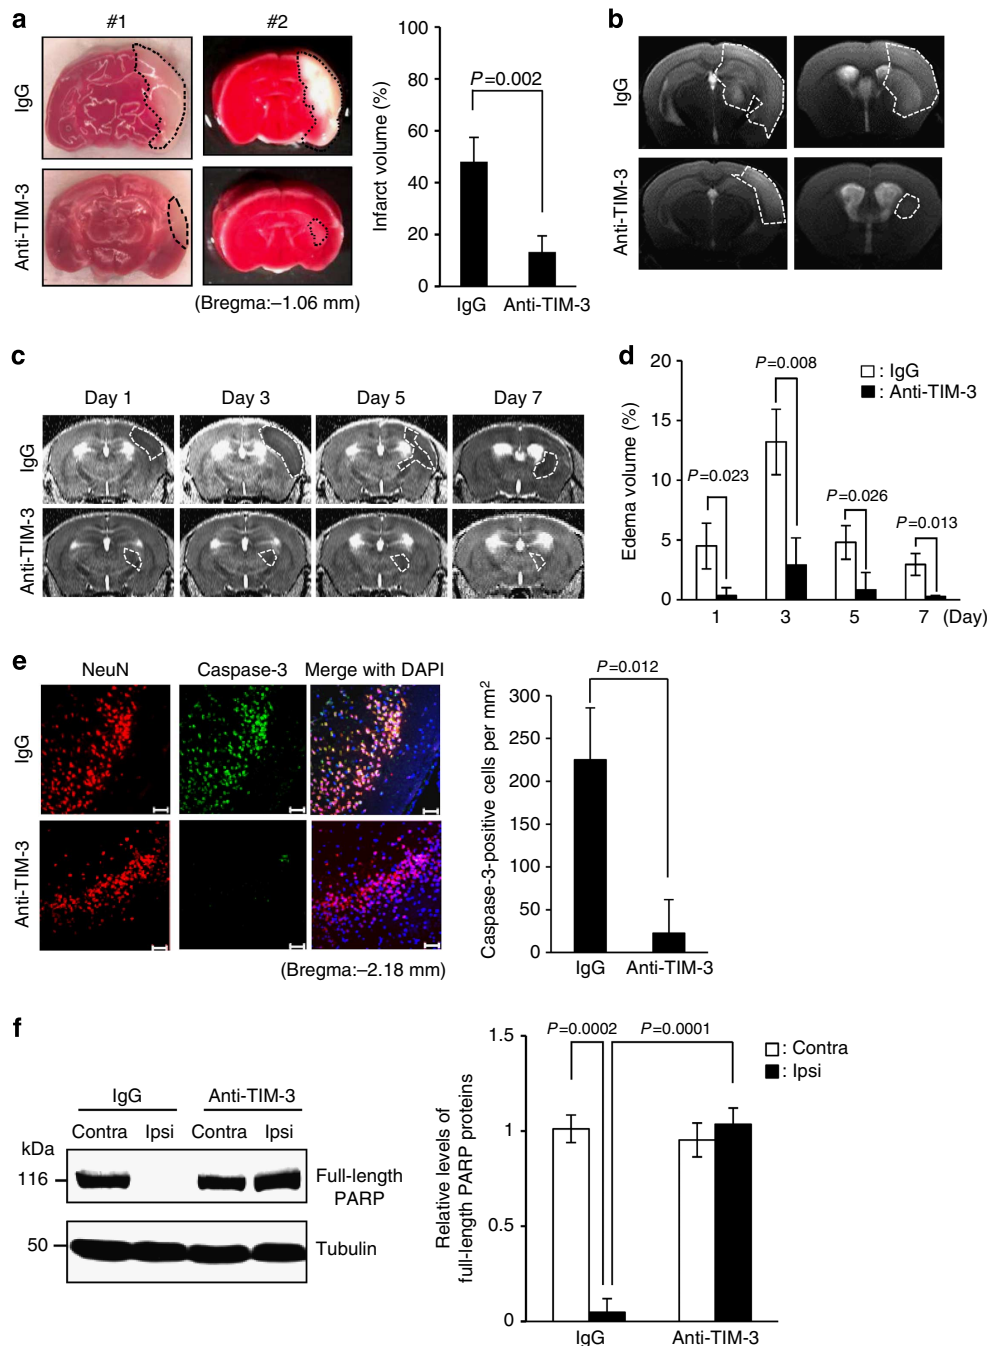 a
#1
#2
IgG
Anti-TIM-3
(Bregma:–1.06 mm)
Infarct volume (%)
100
80
60
40
20
0
P=0.002
IgG
Anti-TIM-3
b
IgG
Anti-TIM-3
c
Day 1
Day 3
Day 5
Day 7
IgG
Anti-TIM-3
d
Edema volume (%)
20
15
10
5
0
P=0.023
P=0.008
P=0.026
P=0.013
: IgG
: Anti-TIM-3
1
3
5
7
(Day)
e
NeuN
Caspase-3
Merge with DAPI
IgG
Anti-TIM-3
(Bregma:–2.18 mm)
Caspase-3-positive cells per mm2
300
250
200
150
100
50
0
P=0.012
IgG
Anti-TIM-3
f
IgG
Anti-TIM-3
Contra
Ipsi
Contra
Ipsi
kDa
116
Full-length
PARP
50
Tubulin
Relative levels of
full-length PARP proteins
1.5
1
0.5
0
P=0.0002
P=0.0001
: Contra
: Ipsi
IgG
Anti-TIM-3